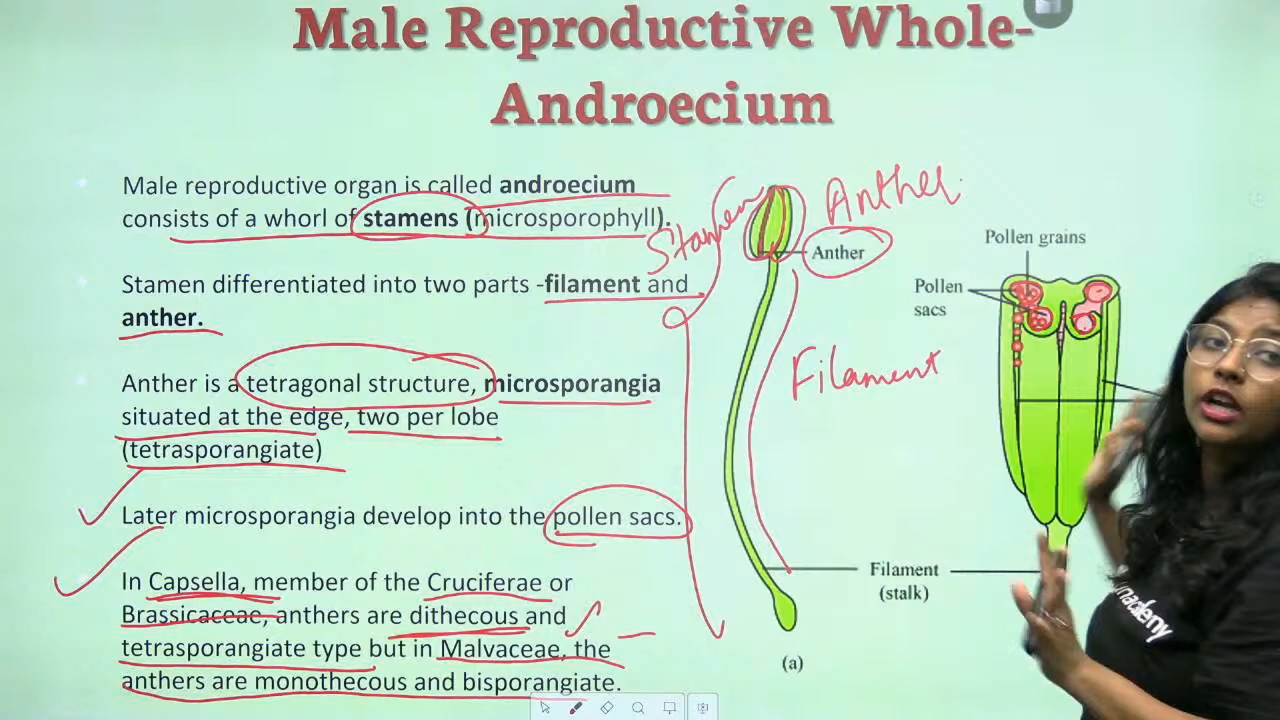 Male Reproductive Whole-
Androecium
Male reproductive organ is called androecium
consists of a whorl of stamens (microsporophyll).
Stamen differentiated into two parts -filament and
anther.
Anther is a tetragonal structure, microsporangia
situated at the edge, two per lobe
(tetrasporangiate)
Later microsporangia develop into the pollen sacs.
In Capsella, member of the Cruciferae or
Brassicaceae, anthers are dithecous and
tetrasporangiate type but in Malvaceae, the
anthers are monothecous and bisporangiate.
Stamen
Anther
Anther
Filament
Pollen grains
Pollen
sacs
Filament
(stalk)
(a)